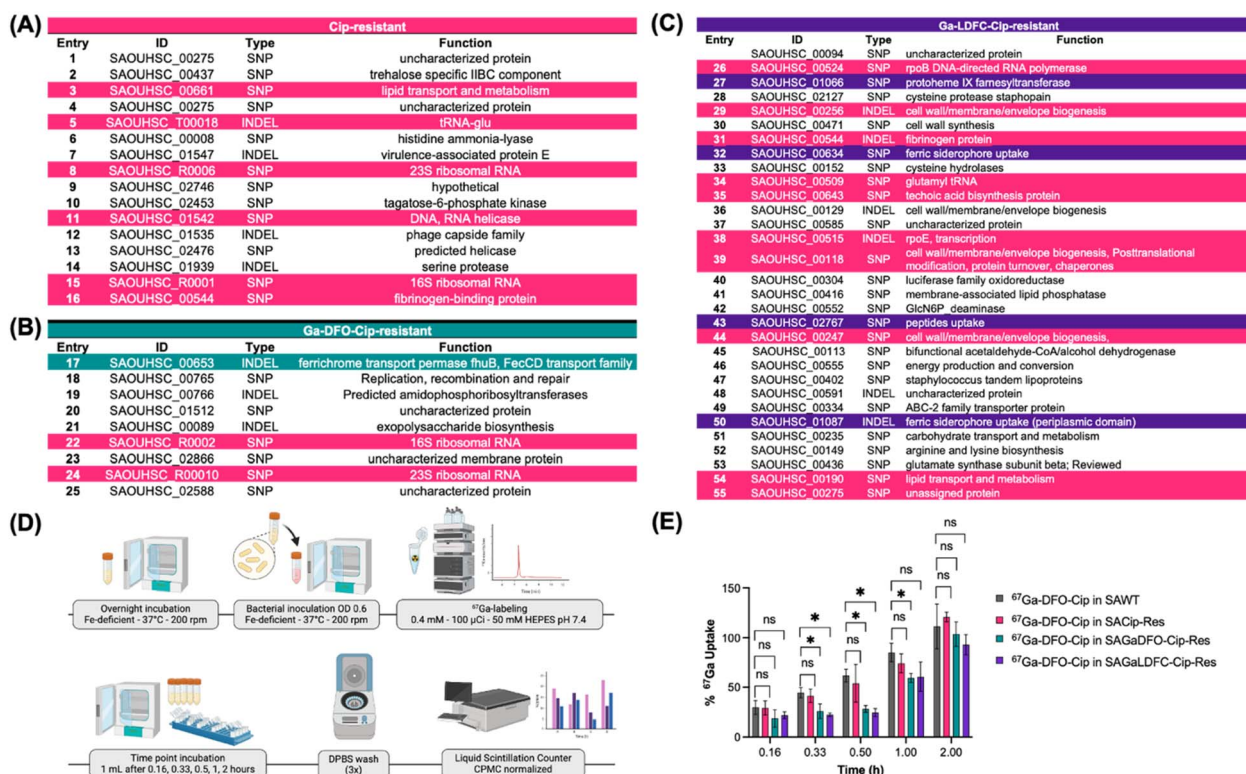 (A)
Cip-resistant
Entry ID Type Function
1 SAOUHSC_00275 SNP uncharacterized protein
2 SAOUHSC_00437 SNP trehalose specific IIBC component
3 SAOUHSC_00661 SNP lipid transport and metabolism
4 SAOUHSC_00275 SNP uncharacterized protein
5 SAOUHSC_T00018 INDEL tRNA-glu
6 SAOUHSC_00008 SNP histidine ammonia-lyase
7 SAOUHSC_01547 INDEL virulence-associated protein E
8 SAOUHSC_R0006 SNP 23S ribosomal RNA
9 SAOUHSC_02746 SNP hypothetical
10 SAOUHSC_02453 SNP tagatose-6-phosphate kinase
11 SAOUHSC_01542 SNP DNA, RNA helicase
12 SAOUHSC_01535 INDEL phage capside family
13 SAOUHSC_02476 SNP predicted helicase
14 SAOUHSC_01939 INDEL serine protease
15 SAOUHSC_R0001 SNP 16S ribosomal RNA
16 SAOUHSC_00544 SNP fibrinogen-binding protein
(B)
Ga-DFO-Cip-resistant
Entry ID Type Function
17 SAOUHSC_00653 INDEL ferrichrome transport permase fhuB, FecCD transport family
18 SAOUHSC_00765 SNP Replication, recombination and repair
19 SAOUHSC_00766 INDEL Predicted amidophosphoribosyltransferases
20 SAOUHSC_01512 SNP uncharacterized protein
21 SAOUHSC_00089 INDEL exopolysaccharide biosynthesis
22 SAOUHSC_R0002 SNP 16S ribosomal RNA
23 SAOUHSC_02866 SNP uncharacterized membrane protein
24 SAOUHSC_R00010 SNP 23S ribosomal RNA
25 SAOUHSC_02588 SNP uncharacterized protein
(C)
Ga-LDFC-Cip-resistant
Entry ID Type Function
SAOUHSC_00094 SNP uncharacterized protein
26 SAOUHSC_00524 SNP rpoB DNA-directed RNA polymerase
27 SAOUHSC_01066 SNP protoheme IX farnesyltransferase
28 SAOUHSC_02127 SNP cysteine protease staphopain
29 SAOUHSC_00256 INDEL cell wall/membrane/envelope biogenesis
30 SAOUHSC_00471 SNP cell wall synthesis
31 SAOUHSC_00544 INDEL fibrinogen protein
32 SAOUHSC_00634 SNP ferric siderophore uptake
33 SAOUHSC_00152 SNP cysteine hydrolases
34 SAOUHSC_00509 SNP glutamyl tRNA
35 SAOUHSC_00643 SNP techoic acid bisynthesis protein
36 SAOUHSC_00129 INDEL cell wall/membrane/envelope biogenesis
37 SAOUHSC_00585 SNP uncharacterized protein
38 SAOUHSC_00515 INDEL rpoE, transcription
39 SAOUHSC_00118 SNP cell wall/membrane/envelope biogenesis, Posttranslational
modification, protein turnover, chaperones
40 SAOUHSC_00304 SNP luciferase family oxidoreductase
41 SAOUHSC_00416 SNP membrane-associated lipid phosphatase
42 SAOUHSC_00552 SNP GlcN6P_deaminase
43 SAOUHSC_02767 SNP peptides uptake
44 SAOUHSC_00247 SNP cell wall/membrane/envelope biogenesis,
45 SAOUHSC_00113 SNP bifunctional acetaldehyde-CoA/alcohol dehydrogenase
46 SAOUHSC_00555 SNP energy production and conversion
47 SAOUHSC_00402 SNP staphylococcus tandem lipoproteins
48 SAOUHSC_00591 INDEL uncharacterized protein
49 SAOUHSC_00334 SNP ABC-2 family transporter protein
50 SAOUHSC_01087 INDEL ferric siderophore uptake (periplasmic domain)
51 SAOUHSC_00235 SNP carbohydrate transport and metabolism
52 SAOUHSC_00149 SNP arginine and lysine biosynthesis
53 SAOUHSC_00436 SNP glutamate synthase subunit beta; Reviewed
54 SAOUHSC_00190 SNP lipid transport and metabolism
55 SAOUHSC_00275 SNP unassigned protein
(D)
Overnight incubation
Fe-deficient - 37°C - 200 rpm
Bacterial inoculation OD 0.6
Fe-deficient - 37°C - 200 rpm
⁶⁷Ga-labeling
0.4 mM - 100 µCi - 50 mM HEPES pH 7.4
Time point incubation
1 mL after 0.16, 0.33, 0.5, 1, 2 hours
DPBS wash
(3x)
Liquid Scintillation Counter
CPMC normalized
(E)
% ⁶⁷Ga Uptake
150
100
50
0
ns ns ns
* * ns
* * ns
ns * ns
ns ns ns
0.16 0.33 0.50 1.00 2.00
Time (h)
⁶⁷Ga-DFO-Cip in SAWT
⁶⁷Ga-DFO-Cip in SACip-Res
⁶⁷Ga-DFO-Cip in SAGaDFO-Cip-Res
⁶⁷Ga-DFO-Cip in SAGaLDFC-Cip-Res